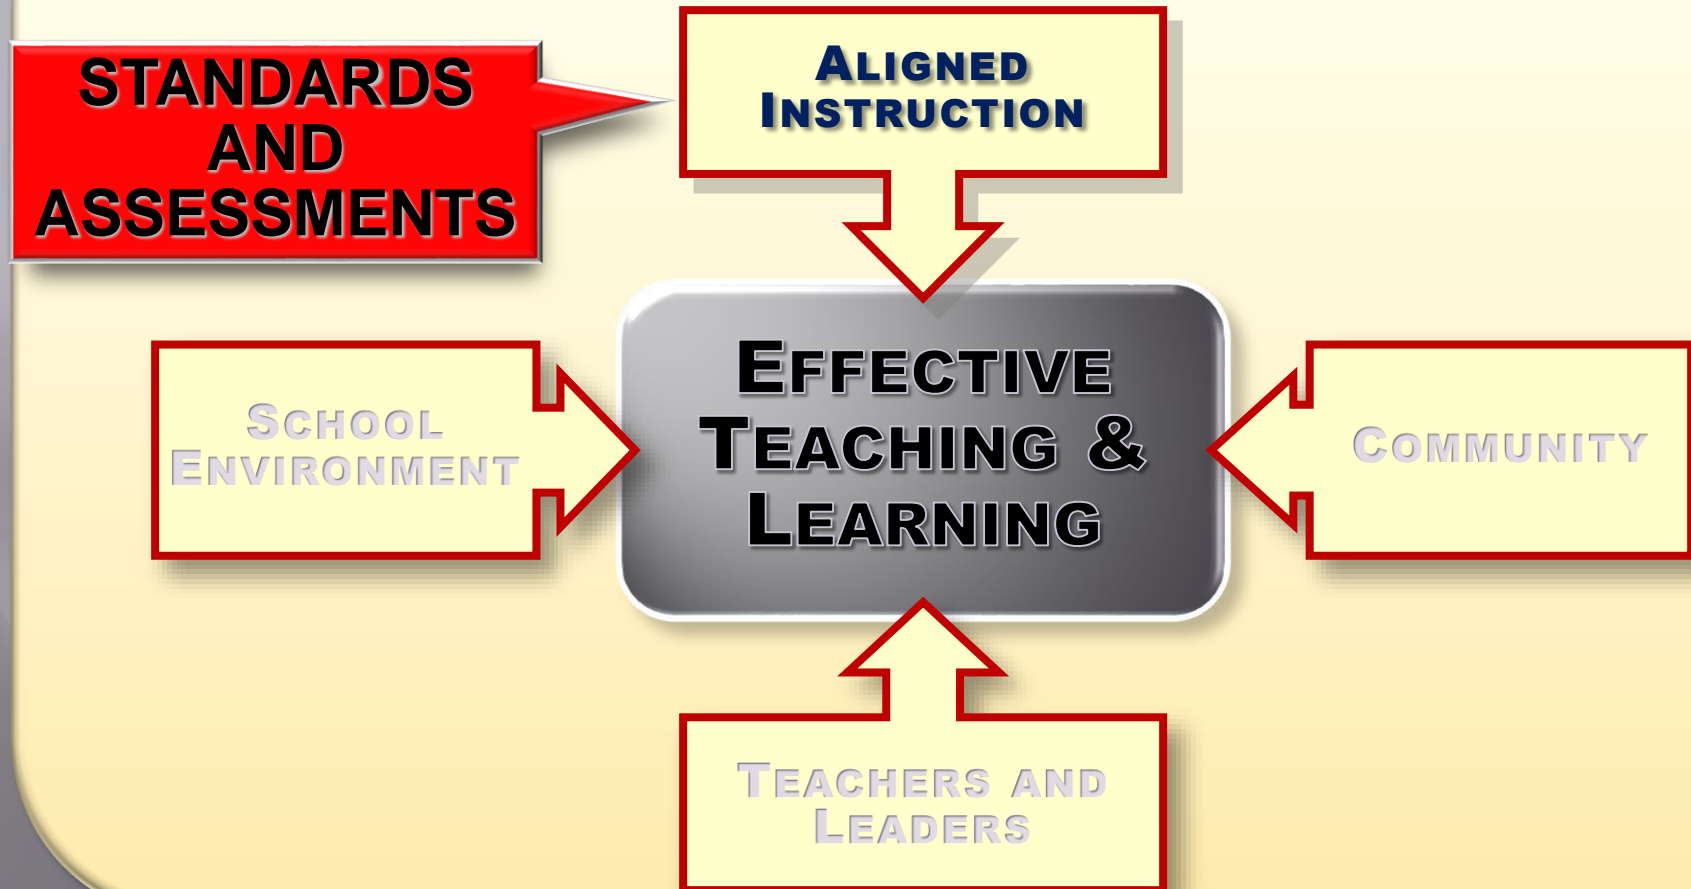 STANDARDS
AND
ASSESSMENTS
ALIGNED
INSTRUCTION
SCHOOL
ENVIRONMENT
EFFECTIVE
TEACHING &
LEARNING
COMMUNITY
TEACHERS AND
LEADERS